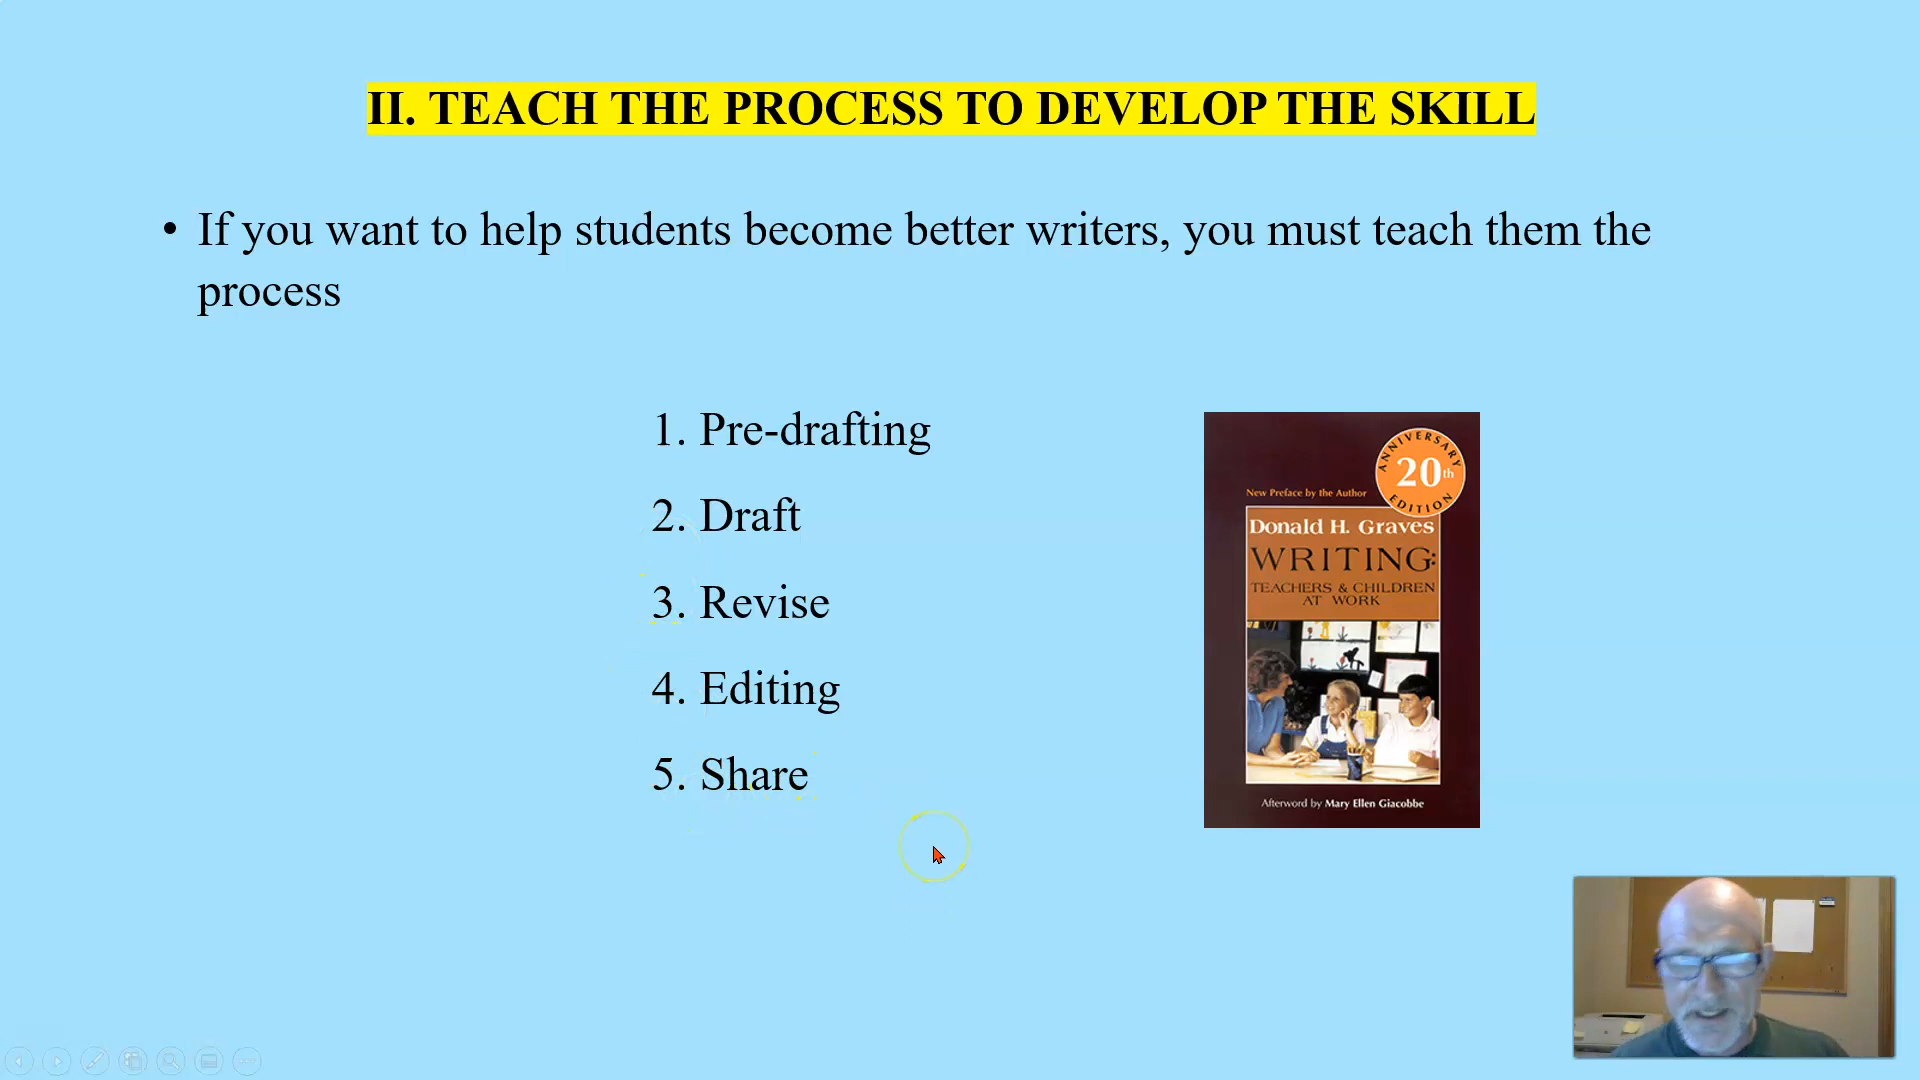 II. TEACH THE PROCESS TO DEVELOP THE SKILL
• If you want to help students become better writers, you must teach them the
process
1. Pre-drafting
2. Draft
3. Revise
4. Editing
5. Share
ANNIVERSARY
20th
EDITION
New Preface by the Author
Donald H. Graves
WRITING:
TEACHERS & CHILDREN
AT WORK
Afterword by Mary Ellen Giacobbe